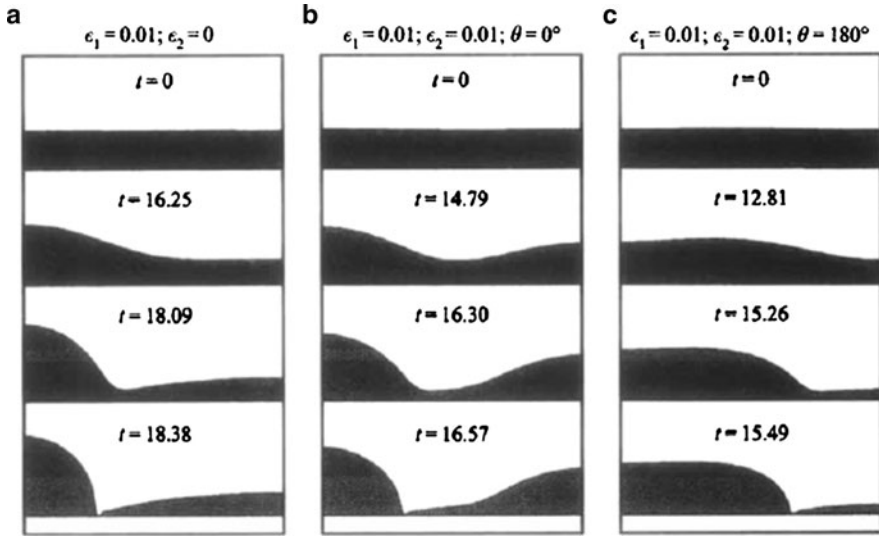 a
ϵ₁ = 0.01; ϵ₂ = 0
t = 0
t = 16.25
t = 18.09
t = 18.38
b
ϵ₁ = 0.01; ϵ₂ = 0.01; θ = 0°
t = 0
t = 14.79
t = 16.30
t = 16.57
c
ϵ₁ = 0.01; ϵ₂ = 0.01; θ = 180°
t = 0
t = 12.81
t = 15.26
t = 15.49